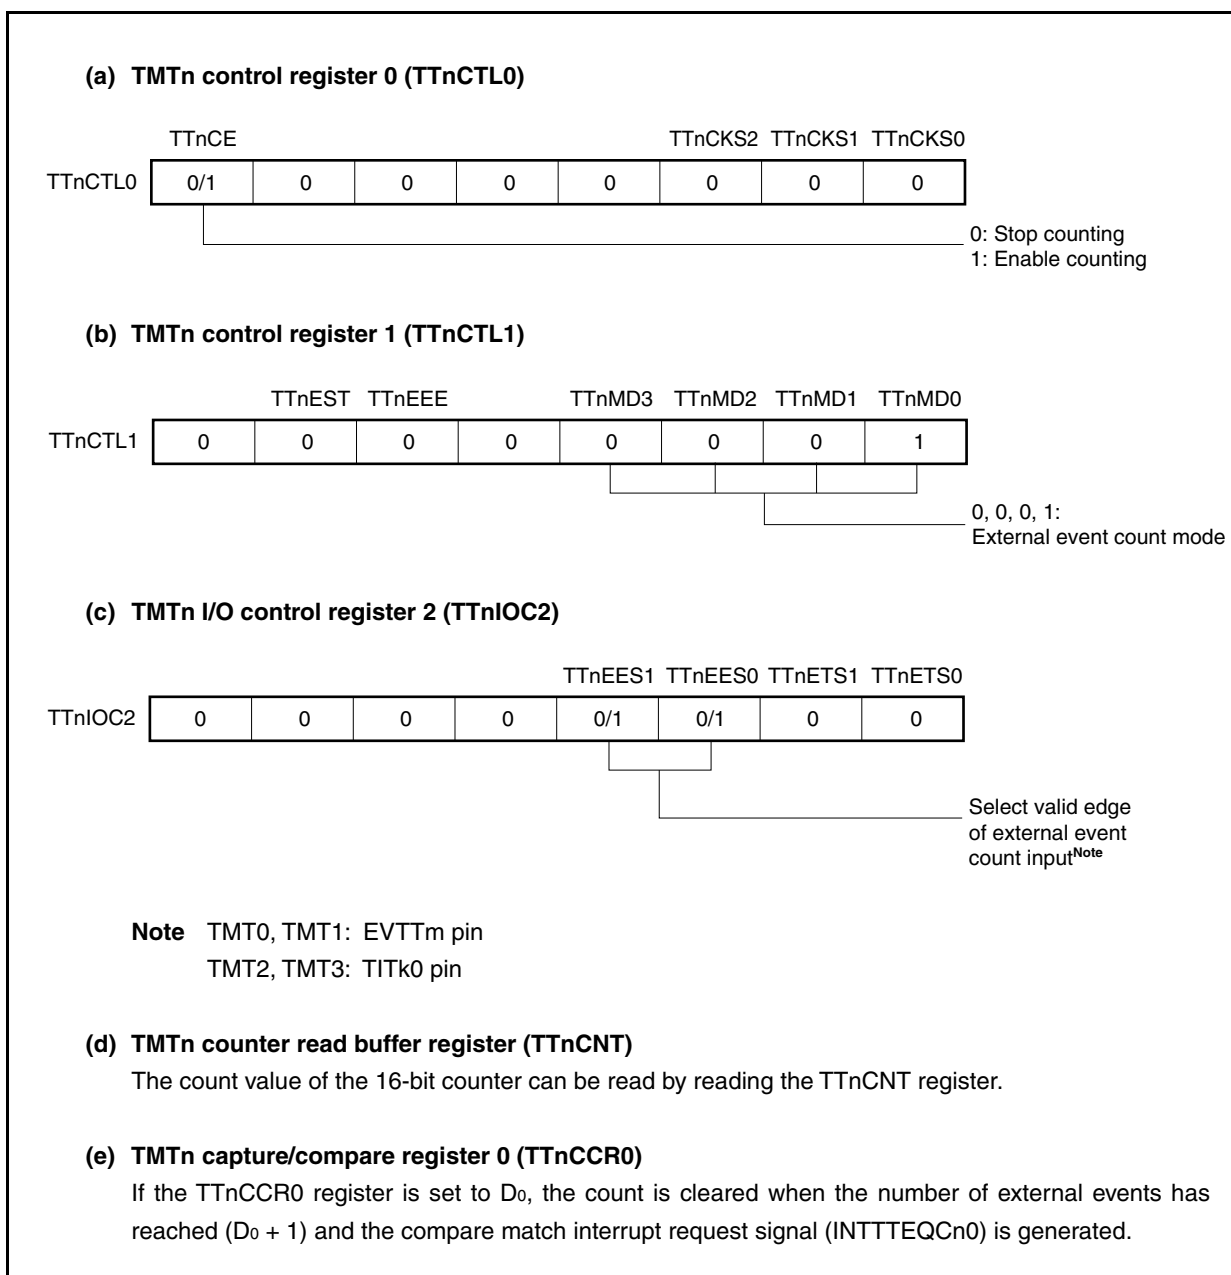 (a) TMTn control register 0 (TTnCTL0)
TTnCE TTnCKS2 TTnCKS1 TTnCKS0
TTnCTL0 0/1 0 0 0 0 0 0 0
0: Stop counting
1: Enable counting
(b) TMTn control register 1 (TTnCTL1)
TTnEST TTnEEE TTnMD3 TTnMD2 TTnMD1 TTnMD0
TTnCTL1 0 0 0 0 0 0 0 1
0, 0, 0, 1:
External event count mode
(c) TMTn I/O control register 2 (TTnIOC2)
TTnEES1 TTnEES0 TTnETS1 TTnETS0
TTnIOC2 0 0 0 0 0/1 0/1 0 0
Select valid edge
of external event
count inputNote
Note TMT0, TMT1: EVTTm pin
TMT2, TMT3: TITk0 pin
(d) TMTn counter read buffer register (TTnCNT)
The count value of the 16-bit counter can be read by reading the TTnCNT register.
(e) TMTn capture/compare register 0 (TTnCCR0)
If the TTnCCR0 register is set to D0, the count is cleared when the number of external events has
reached (D0 + 1) and the compare match interrupt request signal (INTTTEQCn0) is generated.